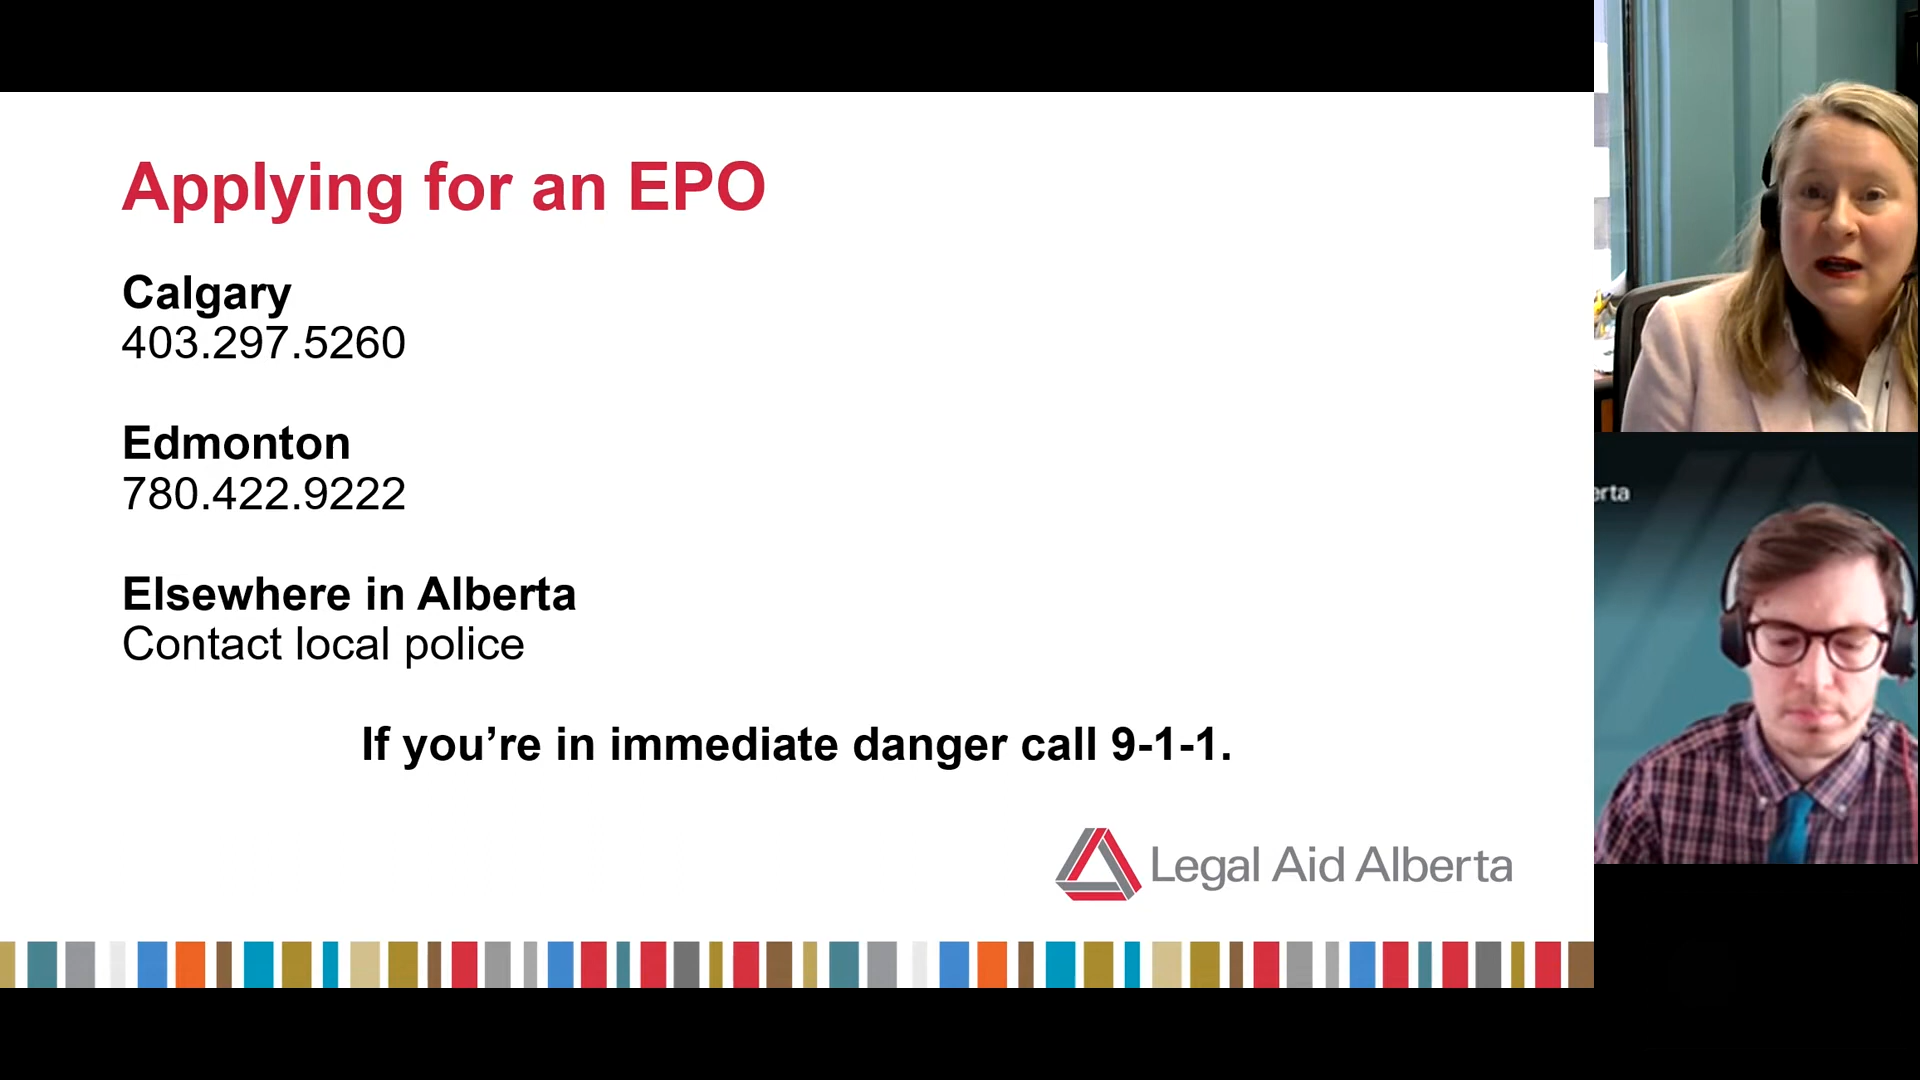 Applying for an EPO
Calgary
403.297.5260
Edmonton
780.422.9222
Elsewhere in Alberta
Contact local police
If you’re in immediate danger call 9-1-1.
Legal Aid Alberta
erta